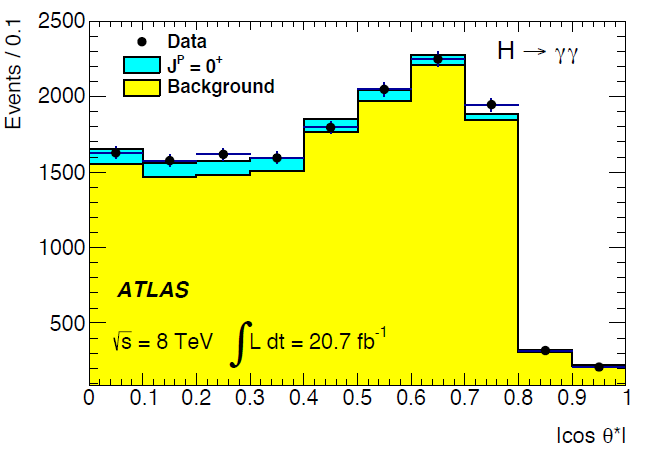 2500
2000
1500
1000
500
Events / 0.1
Data
J^P = 0^+
Background
H → γγ
ATLAS
√s = 8 TeV ∫L dt = 20.7 fb^-1
0 0.1 0.2 0.3 0.4 0.5 0.6 0.7 0.8 0.9 1
|cos θ*|